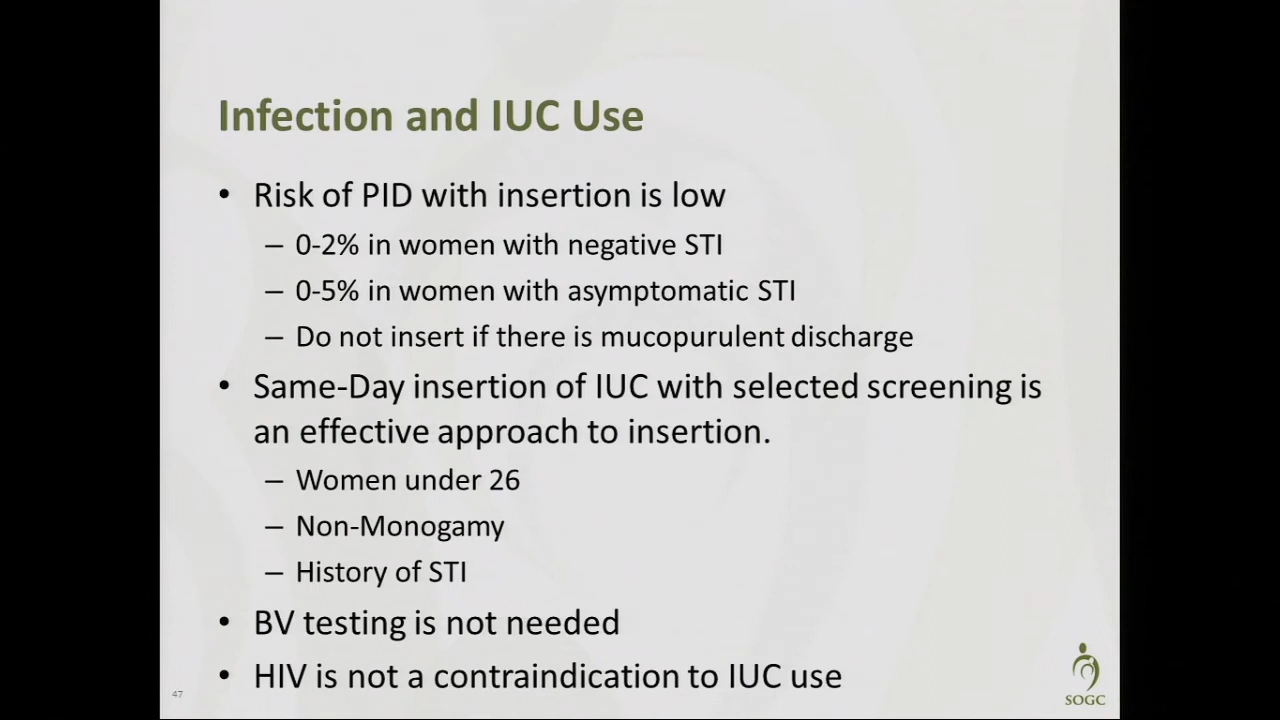 Infection and IUC Use
• Risk of PID with insertion is low
– 0-2% in women with negative STI
– 0-5% in women with asymptomatic STI
– Do not insert if there is mucopurulent discharge
• Same-Day insertion of IUC with selected screening is
an effective approach to insertion.
– Women under 26
– Non-Monogamy
– History of STI
• BV testing is not needed
• HIV is not a contraindication to IUC use
47
SOGC